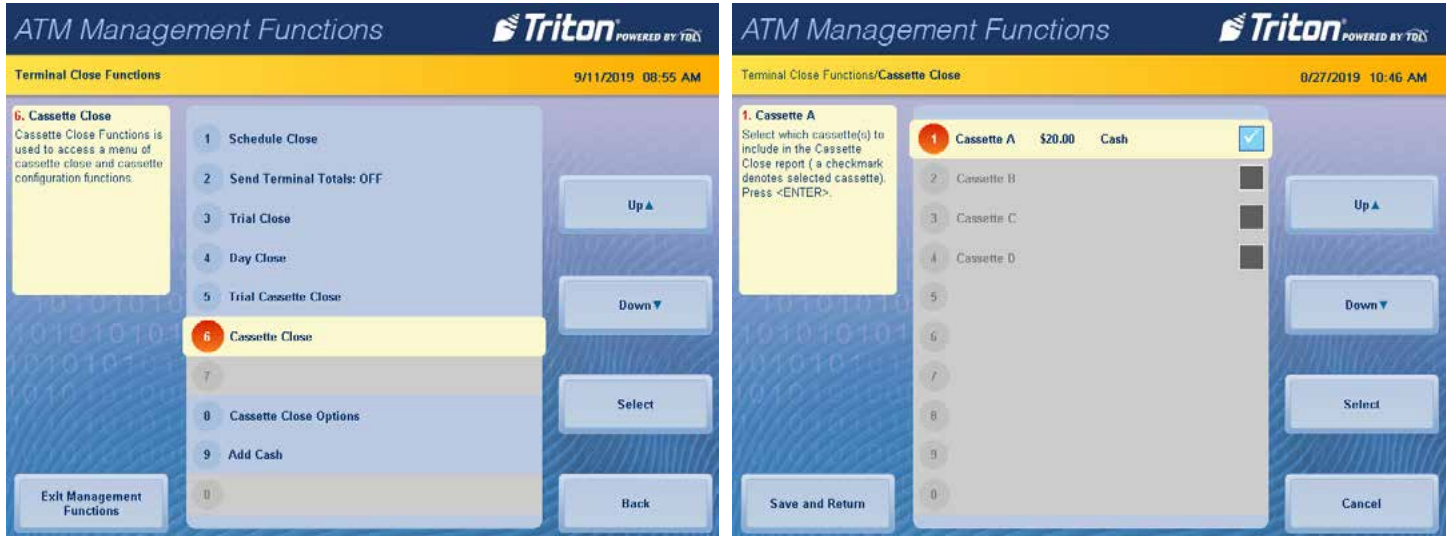 ATM Management Functions
Triton POWERED BY TDL
Terminal Close Functions
9/11/2019 08:55 AM
6. Cassette Close
Cassette Close Functions is
used to access a menu of
cassette close and cassette
configuration functions.
1 Schedule Close
2 Send Terminal Totals: OFF
3 Trial Close
4 Day Close
5 Trial Cassette Close
6 Cassette Close
7
8 Cassette Close Options
9 Add Cash
0
Up▲
Down▼
Select
Back
Exit Management
Functions
ATM Management Functions
Triton POWERED BY TDL
Terminal Close Functions/Cassette Close
8/27/2019 10:46 AM
1. Cassette A
Select which cassette(s) to
include in the Cassette
Close report ( a checkmark
denotes selected cassette).
Press <ENTER>.
1 Cassette A $20.00 Cash
2 Cassette B
3 Cassette C
4 Cassette D
5
6
7
8
9
0
Up▲
Down▼
Select
Cancel
Save and Return